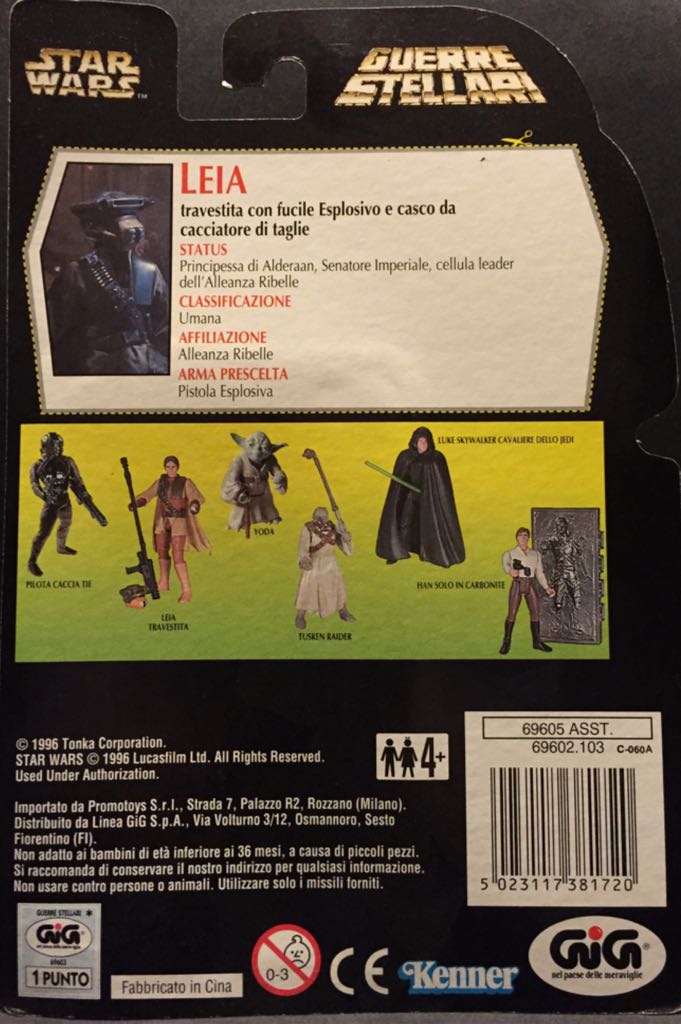 STAR
WARS™
GUERRE
STELLARI
LEIA
travestita con fucile Esplosivo e casco da
cacciatore di taglie
STATUS
Principessa di Alderaan, Senatore Imperiale, cellula leader
dell'Alleanza Ribelle
CLASSIFICAZIONE
Umana
AFFILIAZIONE
Alleanza Ribelle
ARMA PRESCELTA
Pistola Esplosiva
LUKE SKYWALKER CAVALIERE DELLO JEDI
YODA
PILOTA CACCIA TIE
HAN SOLO IN CARBONITE
LEIA
TRAVESTITA
TUSKEN RAIDER
© 1996 Tonka Corporation.
STAR WARS © 1996 Lucasfilm Ltd. All Rights Reserved.
Used Under Authorization.
4+
69605 ASST.
69602.103 C-060A
5 023117 381720
Importato da Promotoys S.r.l., Strada 7, Palazzo R2, Rozzano (Milano).
Distribuito da Linea GiG S.p.A., Via Volturno 3/12, Osmannoro, Sesto
Fiorentino (FI).
Non adatto ai bambini di età inferiore ai 36 mesi, a causa di piccoli pezzi.
Si raccomanda di conservare il nostro indirizzo per qualsiasi informazione.
Non usare contro persone o animali. Utilizzare solo i missili forniti.
GUERRE STELLARI *
GiG
69602
1 PUNTO
Fabbricato in Cina
0-3
CE
Kenner
GiG®
nel paese delle meraviglie